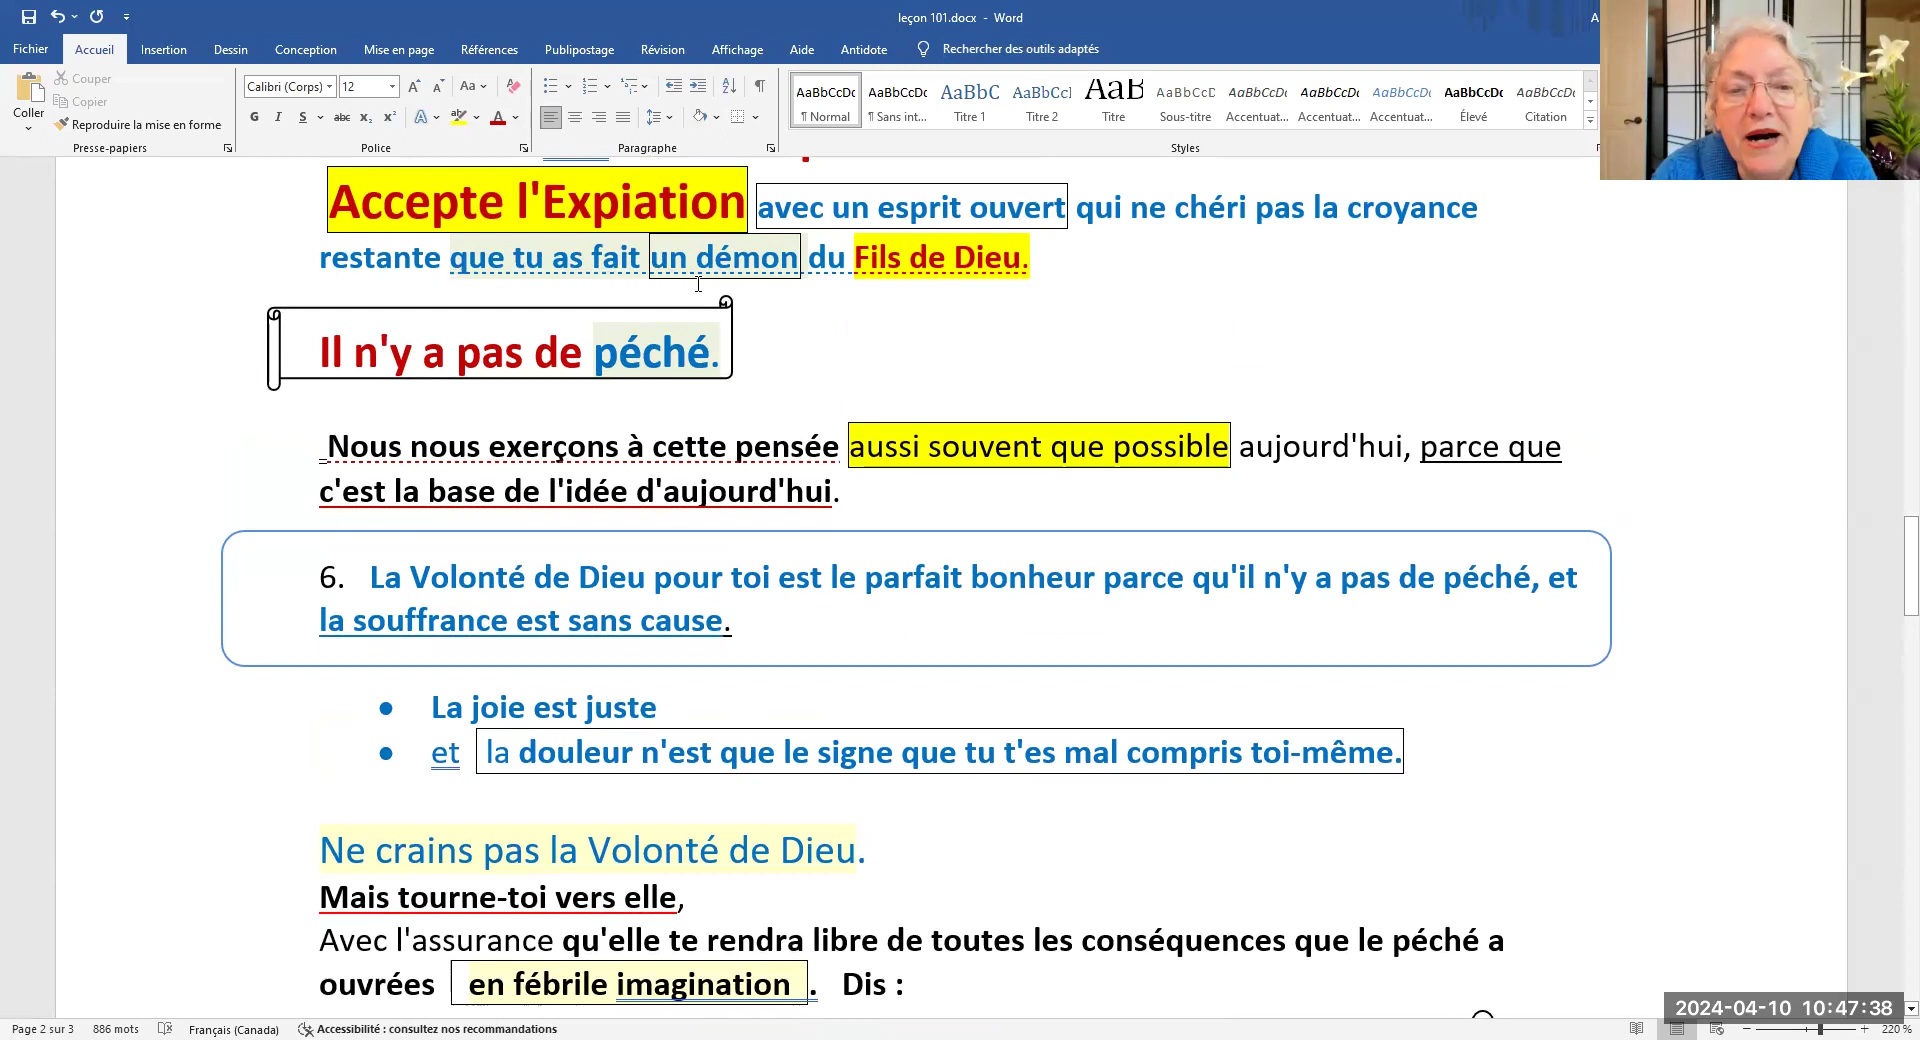 leçon 101.docx - Word
Fichier Accueil Insertion Dessin Conception Mise en page Références Publipostage Révision Affichage Aide Antidote Rechercher des outils adaptés
Coller
Couper
Copier
Reproduire la mise en forme
Presse-papiers
Calibri (Corps) 12
Aa
G I S abc x₂ x²
Police
Paragraphe
AaBbCcDc AaBbCcDc AaBbC AaBbCcI AaB AaBbCcD AaBbCcDc AaBbCcDc AaBbCcDc AaBbCcDc AaBbCcDc
¶ Normal ¶ Sans int... Titre 1 Titre 2 Titre Sous-titre Accentuat... Accentuat... Accentuat... Élevé Citation
Styles
Accepte l'Expiation avec un esprit ouvert qui ne chéri pas la croyance
restante que tu as fait un démon du Fils de Dieu.
Il n'y a pas de péché.
Nous nous exerçons à cette pensée aussi souvent que possible aujourd'hui, parce que
c'est la base de l'idée d'aujourd'hui.
6. La Volonté de Dieu pour toi est le parfait bonheur parce qu'il n'y a pas de péché, et
la souffrance est sans cause.
• La joie est juste
• et la douleur n'est que le signe que tu t'es mal compris toi-même.
Ne crains pas la Volonté de Dieu.
Mais tourne-toi vers elle,
Avec l'assurance qu'elle te rendra libre de toutes les conséquences que le péché a
ouvrées en fébrile imagination . Dis :
2024-04-10 10:47:38
Page 2 sur 3 886 mots Français (Canada) Accessibilité : consultez nos recommandations 220 %